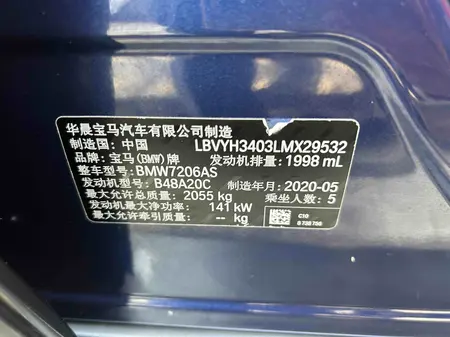 华晨宝马汽车有限公司制造
制造国: 中国 LBVYH3403LMX29532
品牌: 宝马(BMW)牌 发动机排量: 1998 mL
整车型号: BMW7206AS
发动机型号: B48A20C 制造年月: 2020-05
最大允许总质量: 2055 kg 乘坐人数: 5
发动机最大净功率: 141 kW
最大允许牵引质量: -- kg
C10